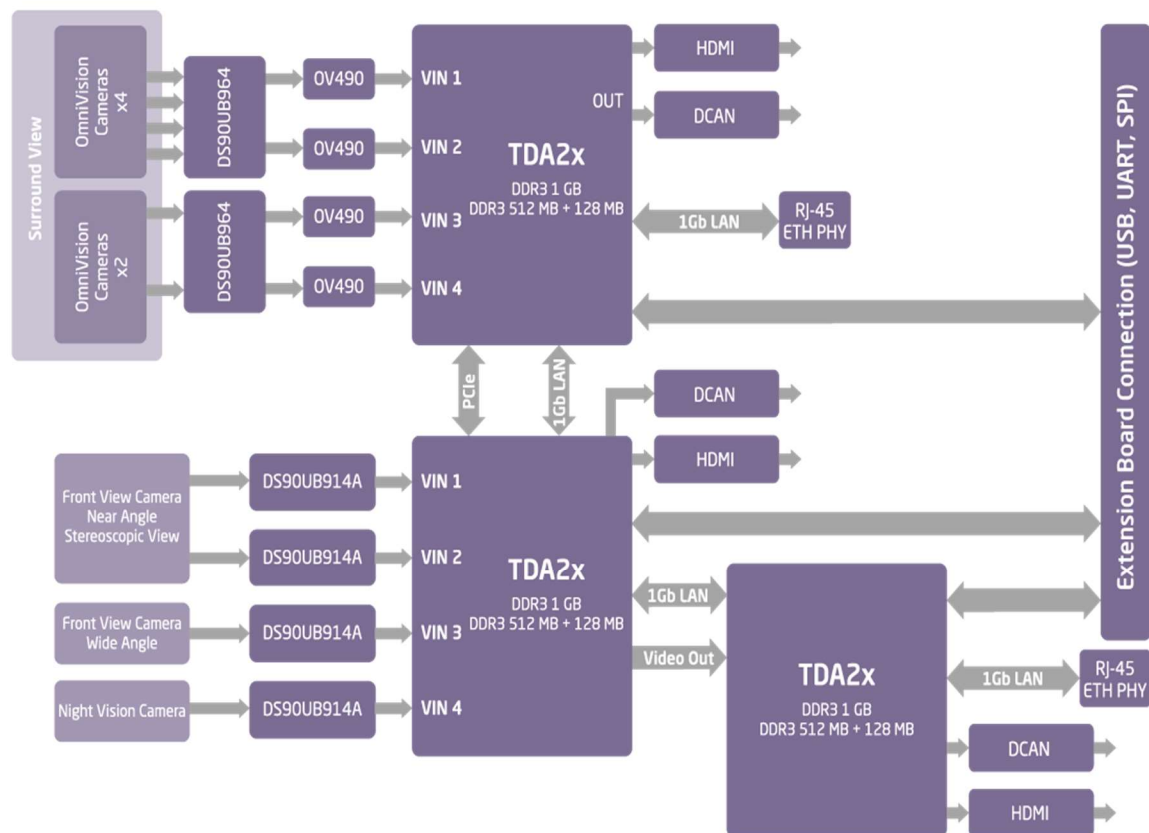 Surround View
OmniVision
Cameras
x4
DS90UB964
OV490
OV490
VIN 1
VIN 2
OmniVision
Cameras
x2
DS90UB964
OV490
OV490
VIN 3
VIN 4
OUT
TDA2x
DDR3 1 GB
DDR3 512 MB + 128 MB
HDMI
DCAN
1Gb LAN
RJ-45
ETH PHY
Extension Board Connection (USB, UART, SPI)
PCIe
1Gb LAN
DCAN
HDMI
Front View Camera
Near Angle
Stereoscopic View
DS90UB914A
DS90UB914A
VIN 1
VIN 2
Front View Camera
Wide Angle
DS90UB914A
VIN 3
Night Vision Camera
DS90UB914A
VIN 4
TDA2x
DDR3 1 GB
DDR3 512 MB + 128 MB
1Gb LAN
Video Out
TDA2x
DDR3 1 GB
DDR3 512 MB + 128 MB
1Gb LAN
RJ-45
ETH PHY
DCAN
HDMI